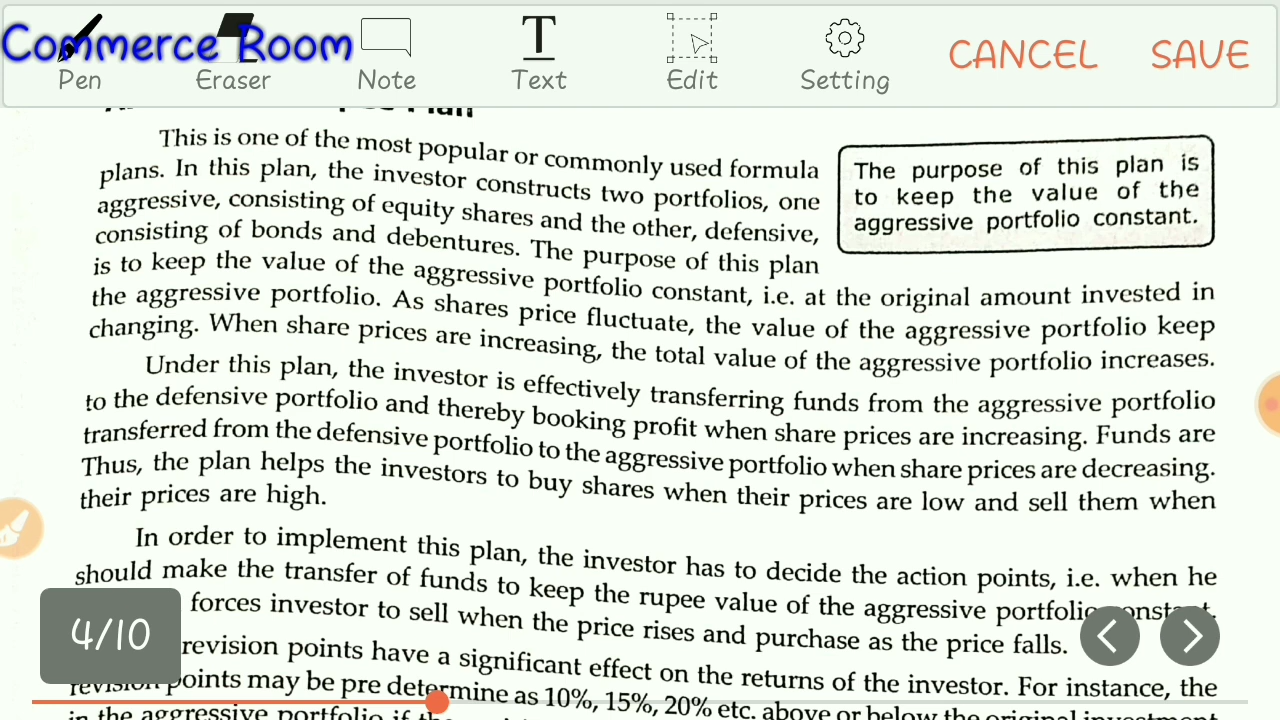 Commerce Room
Pen
Eraser
Note
T
Text
Edit
Setting
CANCEL
SAVE
Plan
This is one of the most popular or commonly used formula
plans. In this plan, the investor constructs two portfolios, one
aggressive, consisting of equity shares and the other, defensive,
consisting of bonds and debentures. The purpose of this plan
is to keep the value of the aggressive portfolio constant, i.e. at the original amount invested in
the aggressive portfolio. As shares price fluctuate, the value of the aggressive portfolio keep
changing. When share prices are increasing, the total value of the aggressive portfolio increases.
The purpose of this plan is
to keep the value of the
aggressive portfolio constant.
Under this plan, the investor is effectively transferring funds from the aggressive portfolio
to the defensive portfolio and thereby booking profit when share prices are increasing. Funds are
transferred from the defensive portfolio to the aggressive portfolio when share prices are decreasing.
Thus, the plan helps the investors to buy shares when their prices are low and sell them when
their prices are high.
In order to implement this plan, the investor has to decide the action points, i.e. when he
should make the transfer of funds to keep the rupee value of the aggressive portfolio constant.
forces investor to sell when the price rises and purchase as the price falls.
revision points have a significant effect on the returns of the investor. For instance, the
revision points may be pre determine as 10%, 15%, 20% etc. above or below the original investment
in the aggressive portfolio if
4/10